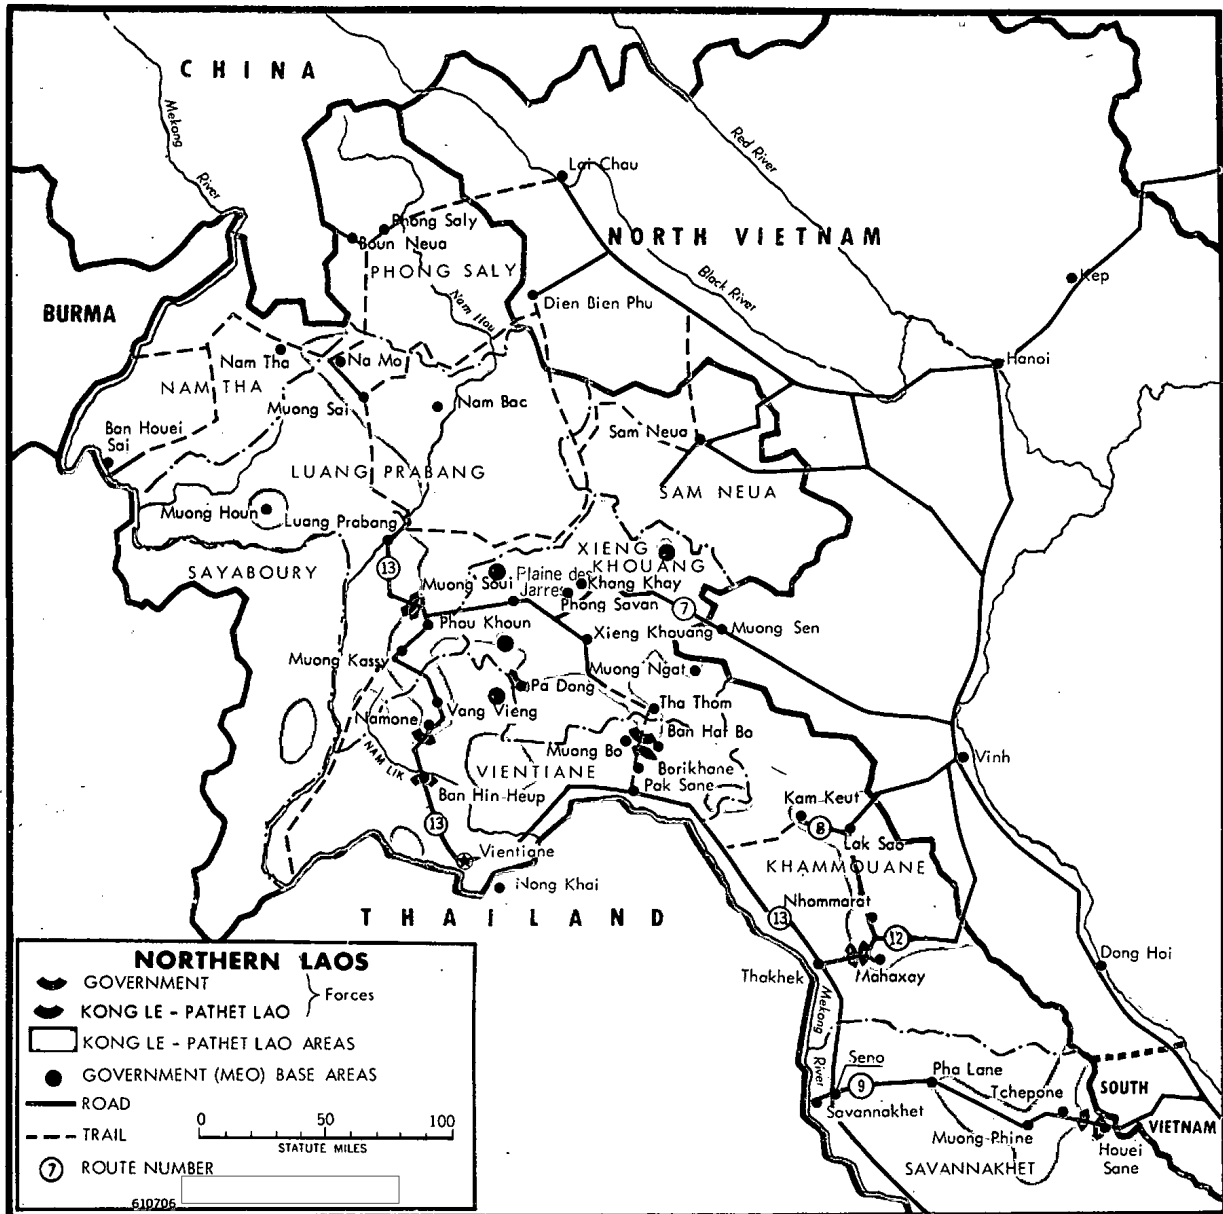 CHINA
Mekong
River
Red River
Lai Chau
Phong Saly
Boun Neua
NORTH VIETNAM
PHONG SALY
Black River
Kep
BURMA
Nam Hou
Dien Bien Phu
Nam Tha
Na Mo
Hanoi
NAM THA
Muong Sai
Nam Bac
Ban Houei
Sai
Sam Neua
LUANG PRABANG
SAM NEUA
Muong Houn
Luang Prabang
XIENG
KHOUANG
SAYABOURY
13
Muong Soui
Plaine des
Jarres
Khang Khay
Phong Savan
7
Phou Khoun
Xieng Khouang
Muong Sen
Muong Kassy
Muong Ngat
Pa Dong
Tha Thom
Namone
Vang Vieng
Ban Hat Bo
NAM LIK
Muong Bo
Vinh
VIENTIANE
Borikhane
Pak Sane
Ban Hin Heup
Kam Keut
13
8
Lak Sao
Vientiane
KHAMMOUANE
Nong Khai
Nhommarat
THAILAND
13
12
Dong Hoi
Thakhek
Mahaxay
Mekong
River
Seno
Pha Lane
9
Tchepone
SOUTH
VIETNAM
Savannakhet
Muong Phine
Houei
Sane
SAVANNAKHET
NORTHERN LAOS
GOVERNMENT
KONG LE - PATHET LAO
Forces
KONG LE - PATHET LAO AREAS
GOVERNMENT (MEO) BASE AREAS
ROAD
0 50 100
TRAIL
STATUTE MILES
7 ROUTE NUMBER
610706